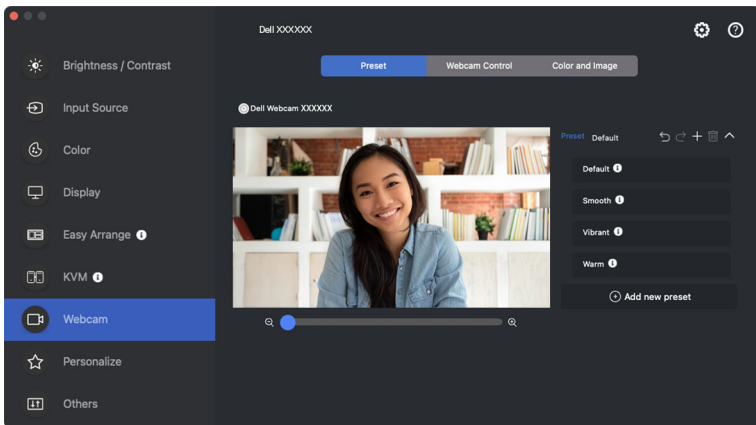 Dell XXXXXX
Brightness / Contrast
Input Source
Color
Display
Easy Arrange
KVM
Webcam
Personalize
Others
Preset Webcam Control Color and Image
Dell Webcam XXXXXX
Preset Default
Default
Smooth
Vibrant
Warm
Add new preset